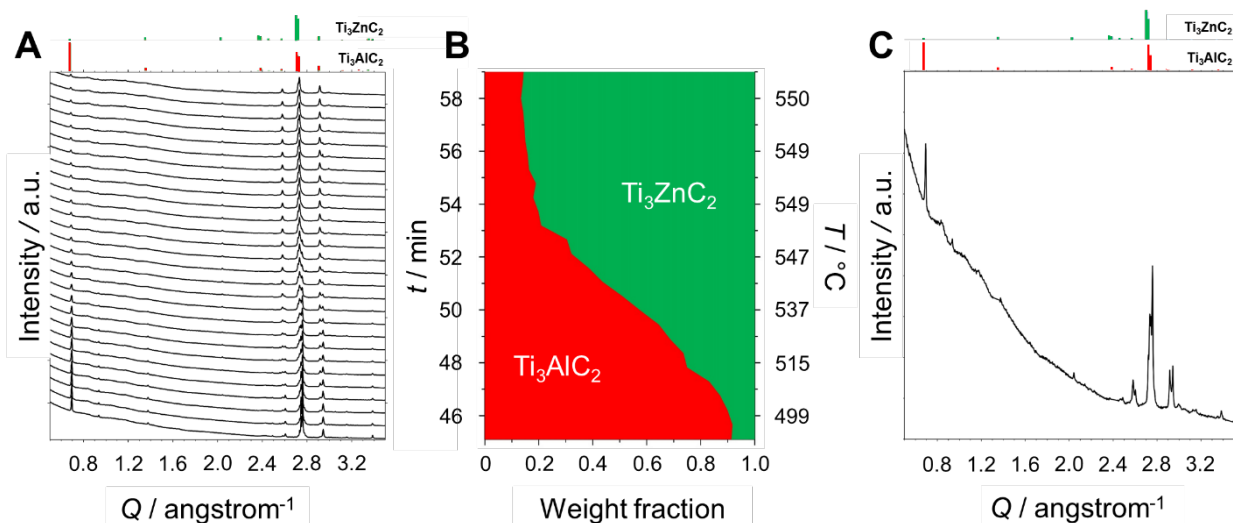 A
Ti₃ZnC₂
Ti₃AlC₂
Intensity / a.u.
0.8 1.2 1.6 2.0 2.4 2.8 3.2
Q / angstrom⁻¹
B
t / min
58
56
54
52
50
48
46
Ti₃ZnC₂
Ti₃AlC₂
550
549
549
547
537
515
499
T / °C
0 0.2 0.4 0.6 0.8 1.0
Weight fraction
C
Ti₃ZnC₂
Ti₃AlC₂
Intensity / a.u.
0.8 1.2 1.6 2.0 2.4 2.8 3.2
Q / angstrom⁻¹